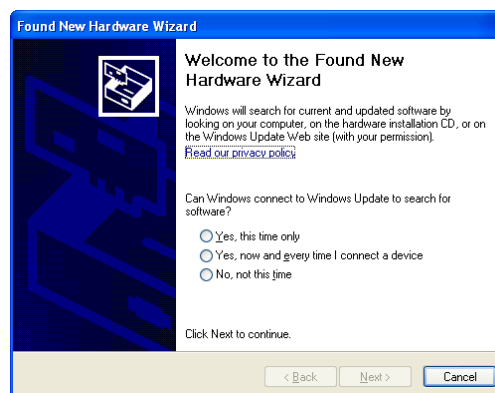 Found New Hardware Wizard
Welcome to the Found New
Hardware Wizard
Windows will search for current and updated software by
looking on your computer, on the hardware installation CD, or on
the Windows Update Web site (with your permission).
Read our privacy policy
Can Windows connect to Windows Update to search for
software?
Yes, this time only
Yes, now and every time I connect a device
No, not this time
Click Next to continue.
< Back Next > Cancel